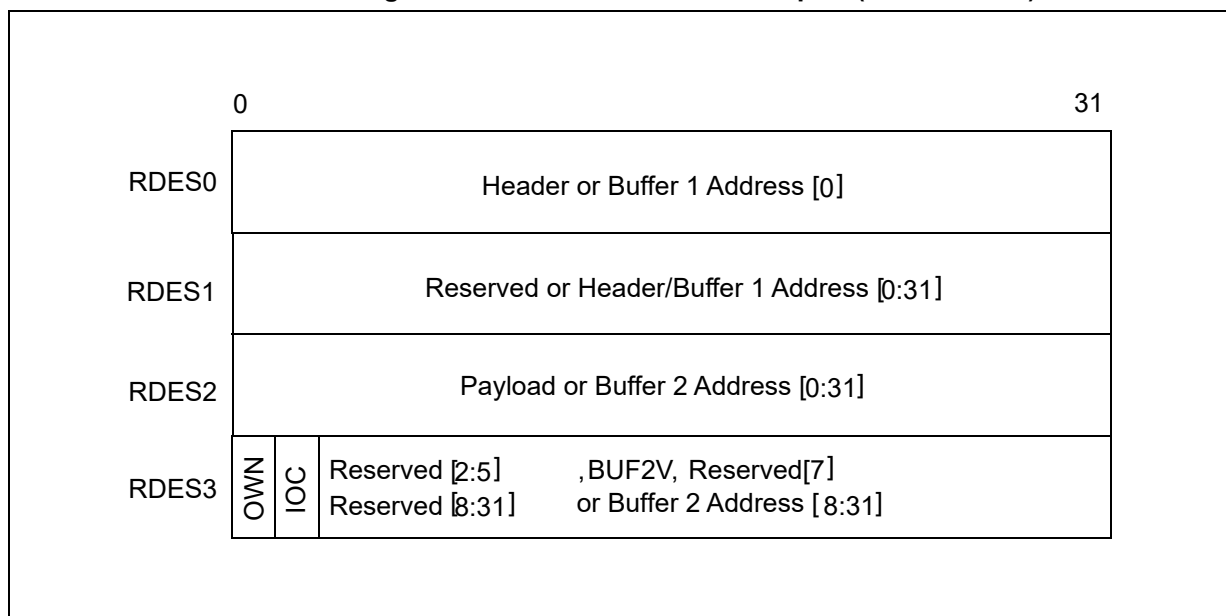 0 31
RDES0 Header or Buffer 1 Address [0]
RDES1 Reserved or Header/Buffer 1 Address [0:31]
RDES2 Payload or Buffer 2 Address [0:31]
RDES3 OWN IOC Reserved [2:5] ,BUF2V, Reserved[7]
Reserved [8:31] or Buffer 2 Address [8:31]